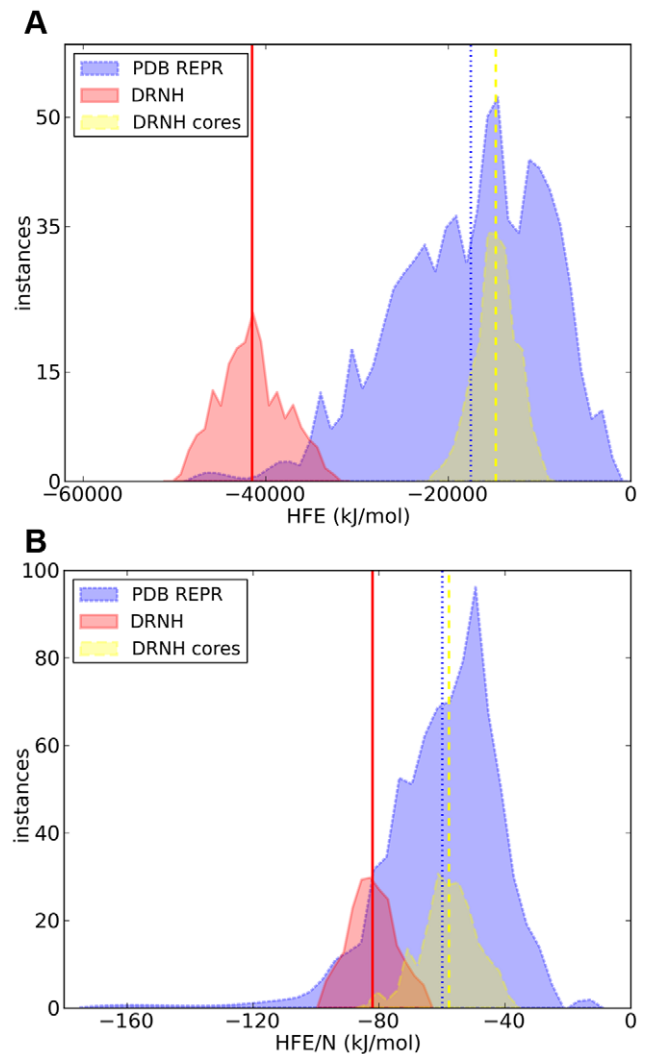 A
PDB REPR
DRNH
DRNH cores
50
35
15
0
instances
−60000 −40000 −20000 0
HFE (kJ/mol)
B
PDB REPR
DRNH
DRNH cores
100
80
60
40
20
0
instances
−160 −120 −80 −40 0
HFE/N (kJ/mol)